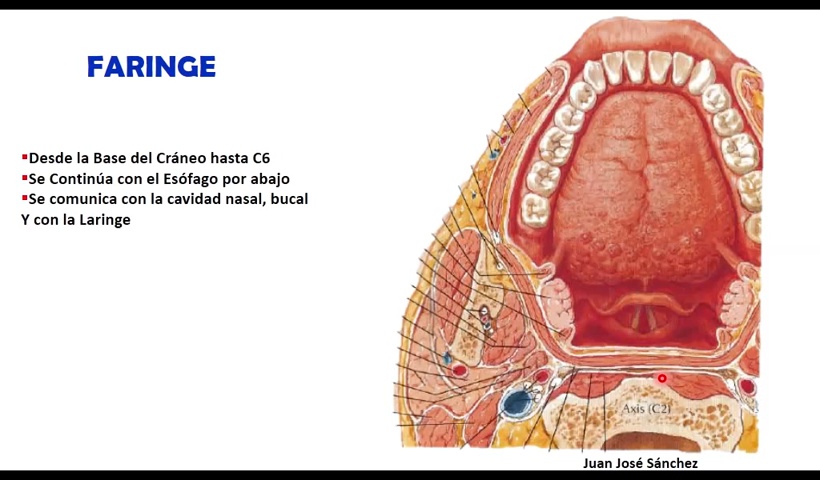 FARINGE
▪Desde la Base del Cráneo hasta C6
▪Se Continúa con el Esófago por abajo
▪Se comunica con la cavidad nasal, bucal
Y con la Laringe
Axis (C2)
Juan José Sánchez